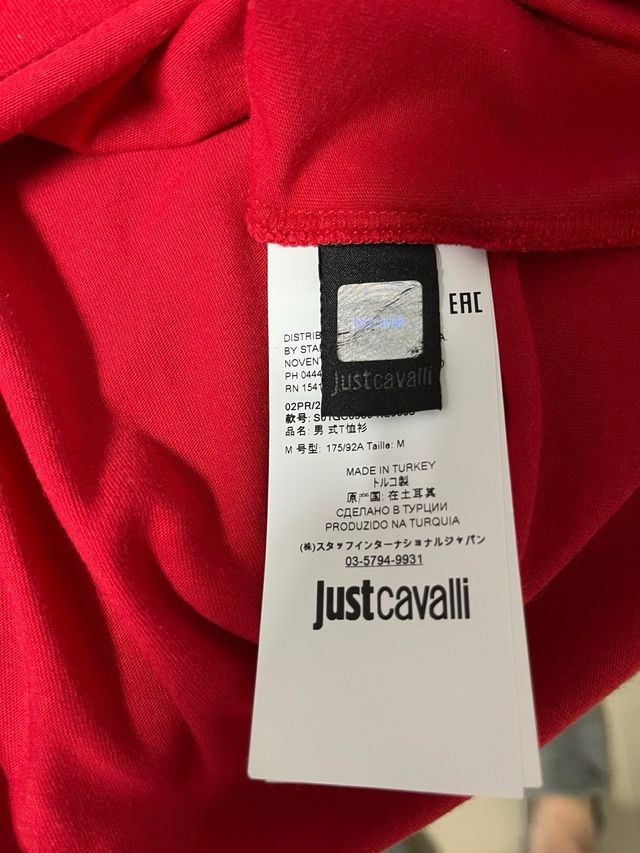 EAC
DISTRIB
BY STA
NOVENT
PH 0444
RN 1541
justcavalli
02PR/2
款号:
品名: 男 式T恤衫
M 号型: 175/92A Taille: M
MADE IN TURKEY
トルコ製
原产国: 在土耳其
СДЕЛАНО В ТУРЦИИ
PRODUZIDO NA TURQUIA
(株)スタッフインターナショナルジャパン
03-5794-9931
justcavalli